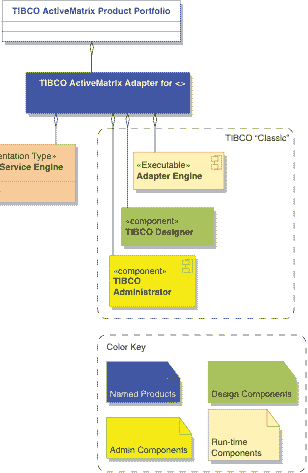 TIBCO ActiveMatrix Product Portfolio
TIBCO ActiveMatrix Adapter for <>
TIBCO "Classic"
entation Type»
Service Engine
«Executable»
Adapter Engine
«component»
TIBCO Designer
«component»
TIBCO
Administrator
Color Key
Named Products
Design Components
Admin Components
Run-time
Components